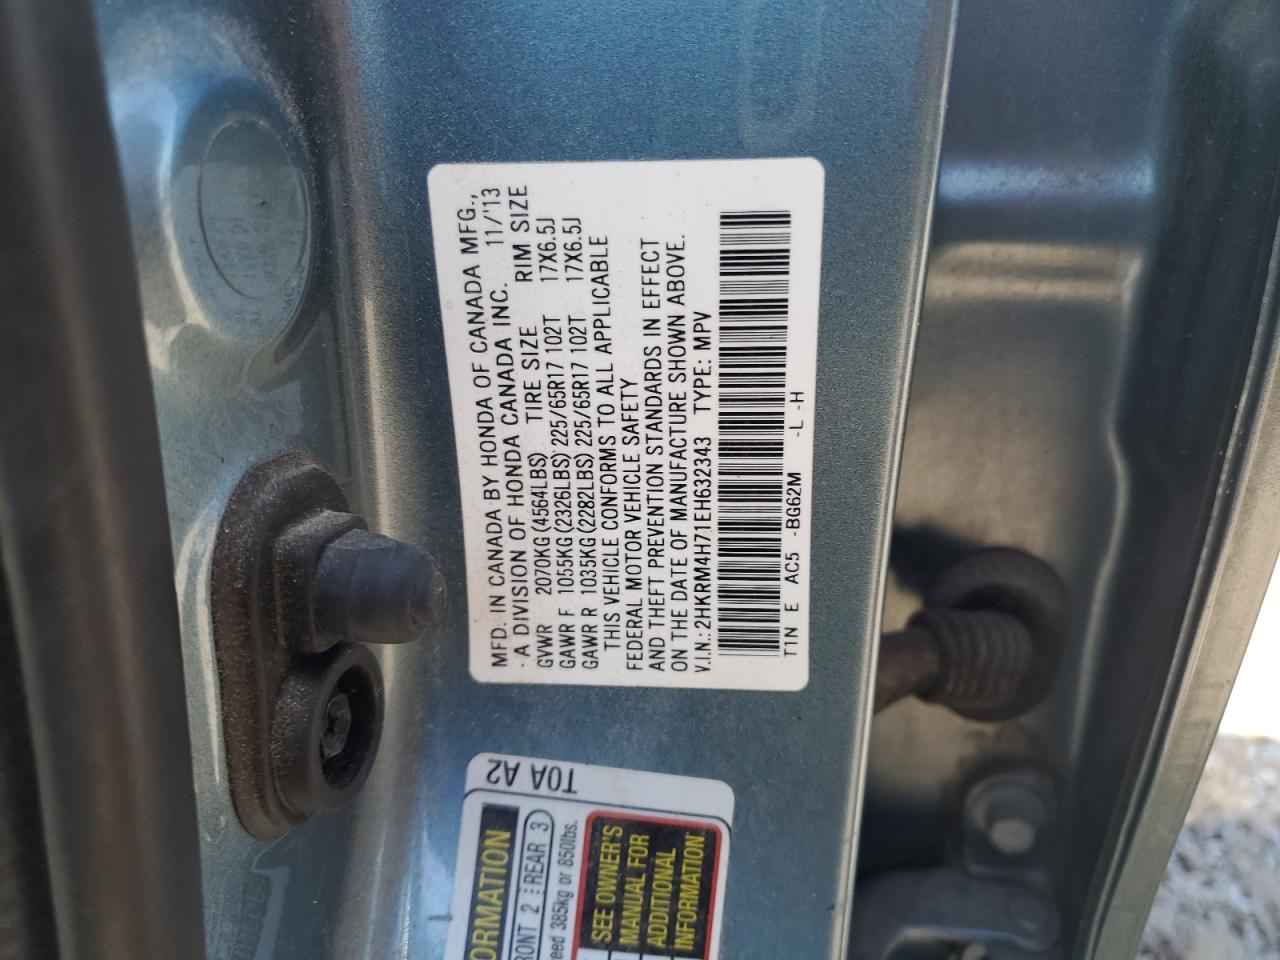 MFD. IN CANADA BY HONDA OF CANADA MFG.,
A DIVISION OF HONDA CANADA INC. 11/'13
GVWR 2070KG(4564LBS) TIRE SIZE RIM SIZE
GAWR F 1055KG(2326LBS) 225/65R17 102T 17X6.5J
GAWR R 1035KG(2282LBS) 225/65R17 102T 17X6.5J
THIS VEHICLE CONFORMS TO ALL APPLICABLE
FEDERAL MOTOR VEHICLE SAFETY
AND THEFT PREVENTION STANDARDS IN EFFECT
ON THE DATE OF MANUFACTURE SHOWN ABOVE.
V.I.N.: 2HKRM4H71EH632343 TYPE: MPV
T1N E AC5 -BG62M -L -H
T0A A2
ORMATION
RONT 2 REAR 3
eed 385kg or 850lbs.
SEE OWNER'S
MANUAL FOR
ADDITIONAL
INFORMATION